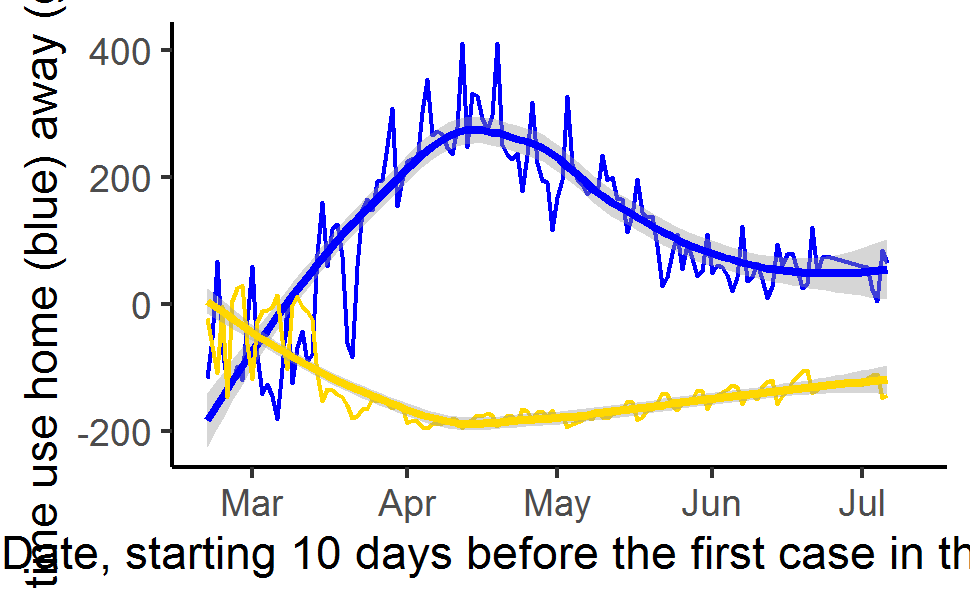 time use home (blue) away (g
400
200
0
-200
Mar Apr May Jun Jul
Date, starting 10 days before the first case in th